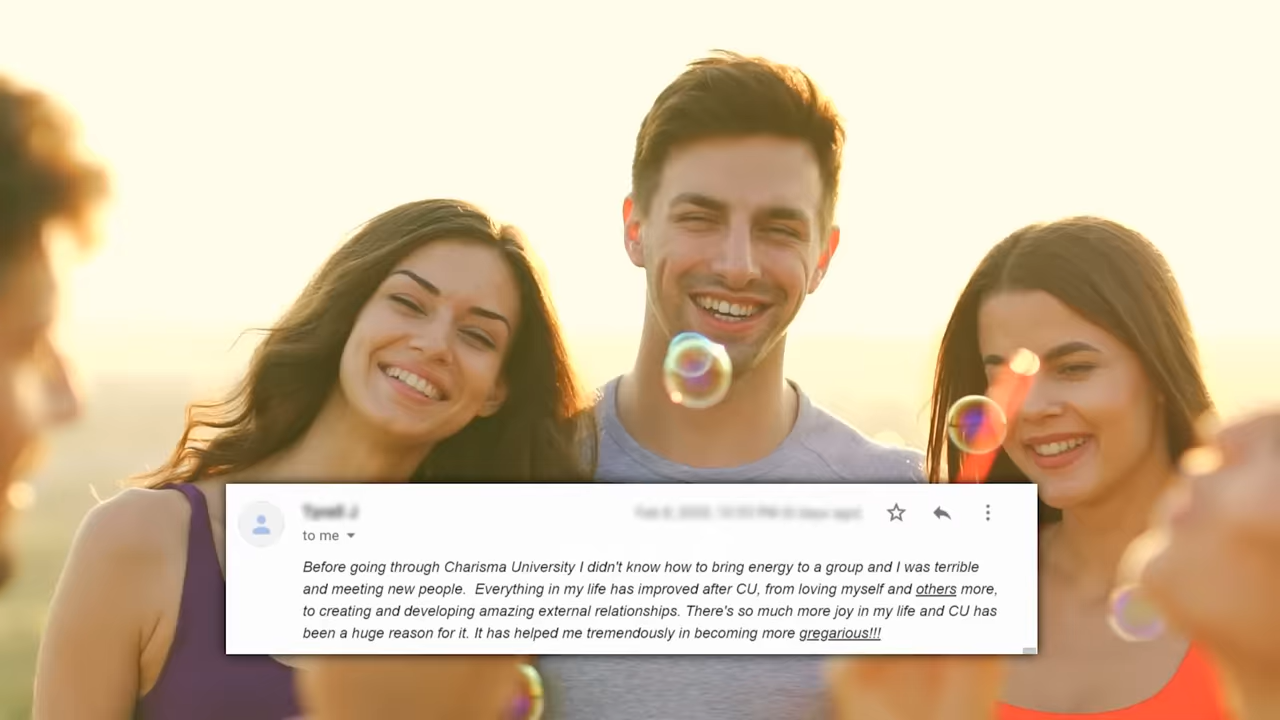 to me
Before going through Charisma University I didn't know how to bring energy to a group and I was terrible
and meeting new people.  Everything in my life has improved after CU, from loving myself and others more,
to creating and developing amazing external relationships. There's so much more joy in my life and CU has
been a huge reason for it. It has helped me tremendously in becoming more gregarious!!!